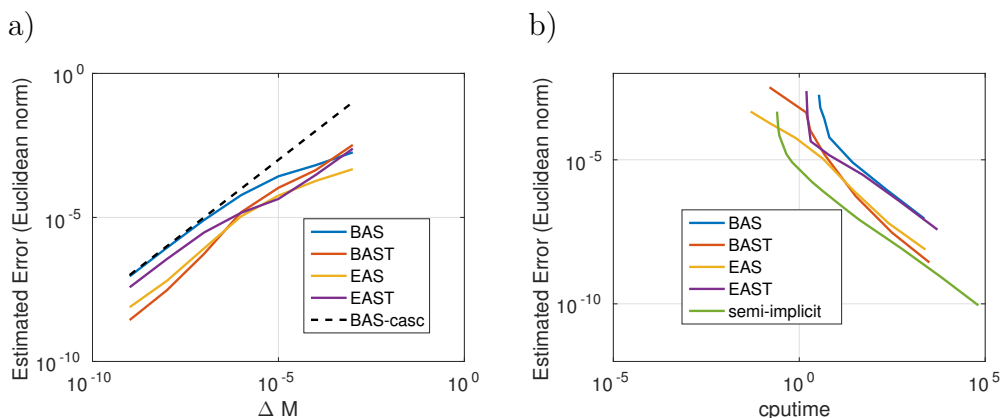 a)
b)
Estimated Error (Euclidean norm)
10^0
10^-5
10^-10
BAS
BAST
EAS
EAST
BAS-casc
10^-10
10^-5
10^0
Δ M
Estimated Error (Euclidean norm)
10^-5
10^-10
BAS
BAST
EAS
EAST
semi-implicit
10^-5
10^0
10^5
cputime